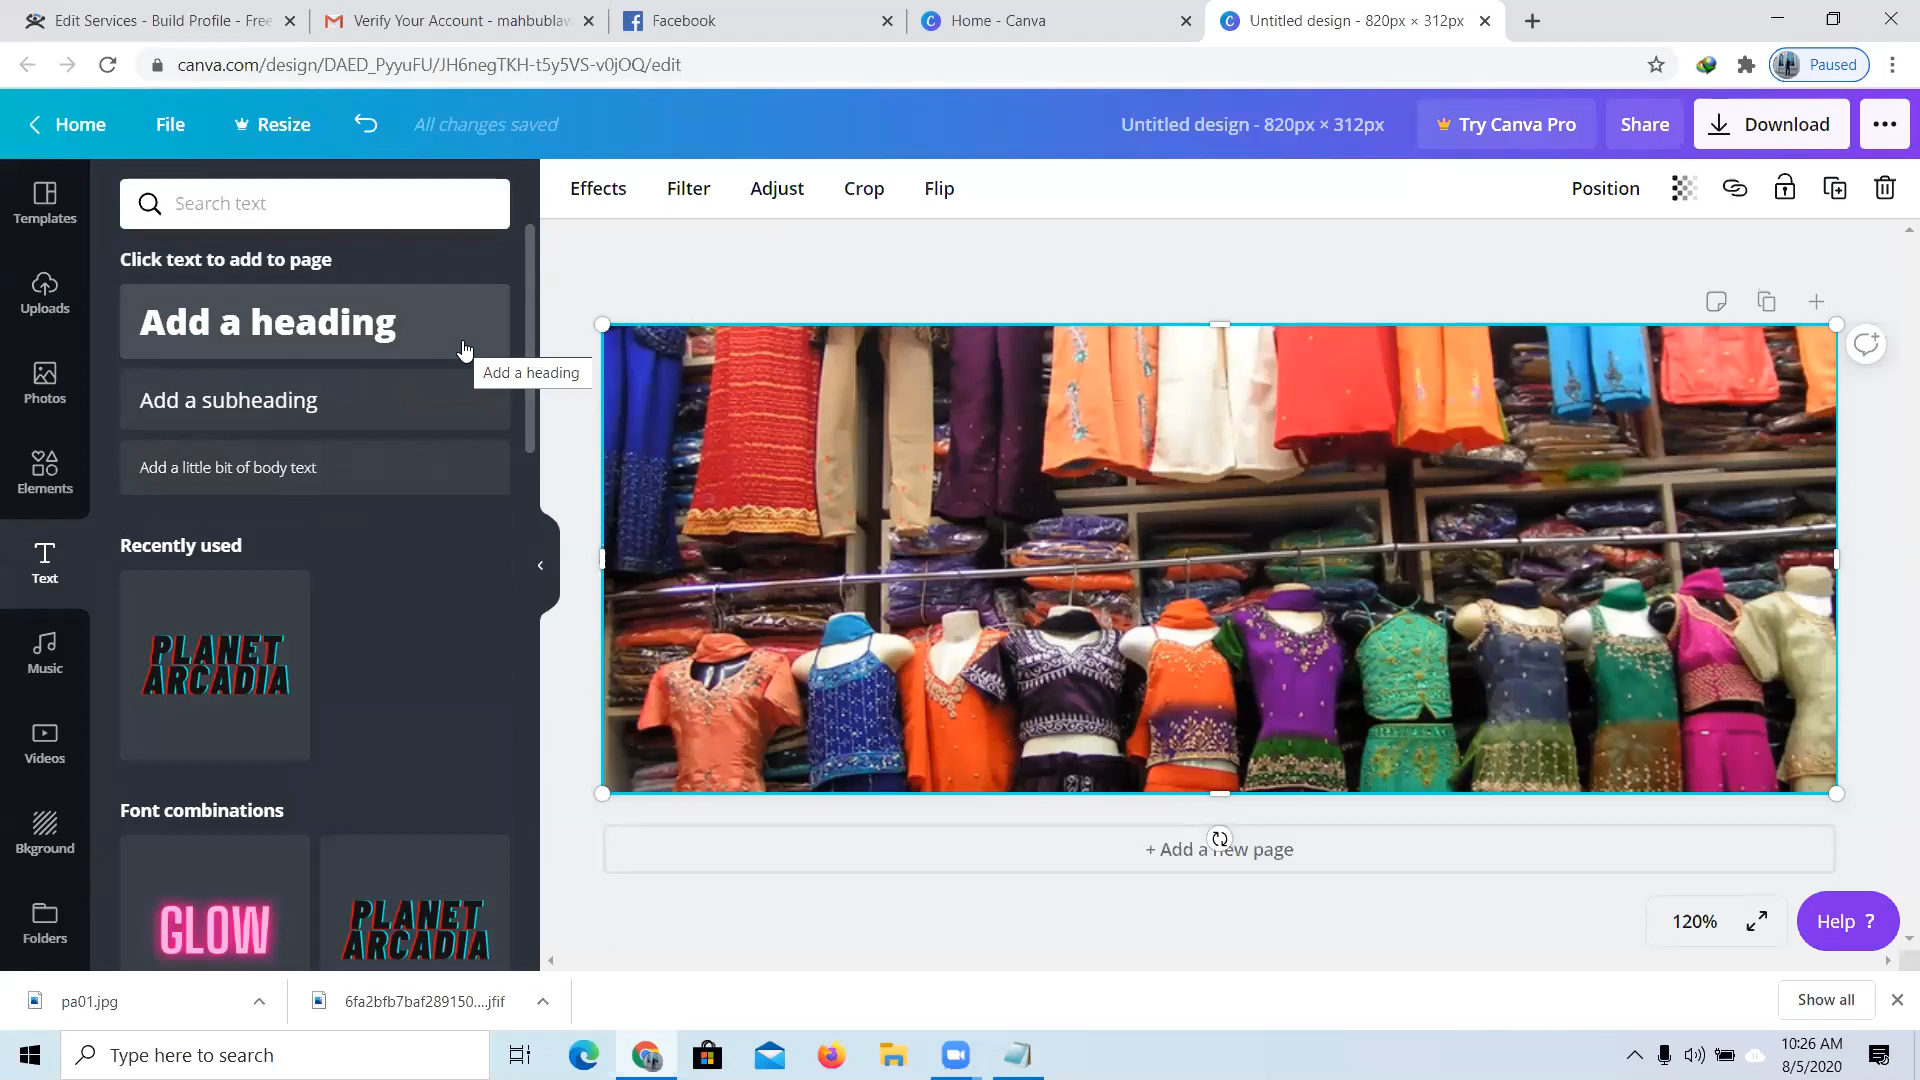 Edit Services - Build Profile - Free
Verify Your Account - mahbublaw
Facebook
Home - Canva
Untitled design - 820px × 312px
canva.com/design/DAED_PyyuFU/JH6negTKH-t5y5VS-v0jOQ/edit
Paused
Home
File
Resize
All changes saved
Untitled design - 820px × 312px
Try Canva Pro
Share
Download
Templates
Uploads
Photos
Elements
Text
Music
Videos
Bkground
Folders
Search text
Click text to add to page
Add a heading
Add a heading
Add a subheading
Add a little bit of body text
Recently used
PLANET
ARCADIA
Font combinations
GLOW
PLANET
ARCADIA
Effects
Filter
Adjust
Crop
Flip
Position
+ Add a new page
120%
Help ?
pa01.jpg
6fa2bfb7baf289150....jfif
Show all
Type here to search
10:26 AM
8/5/2020